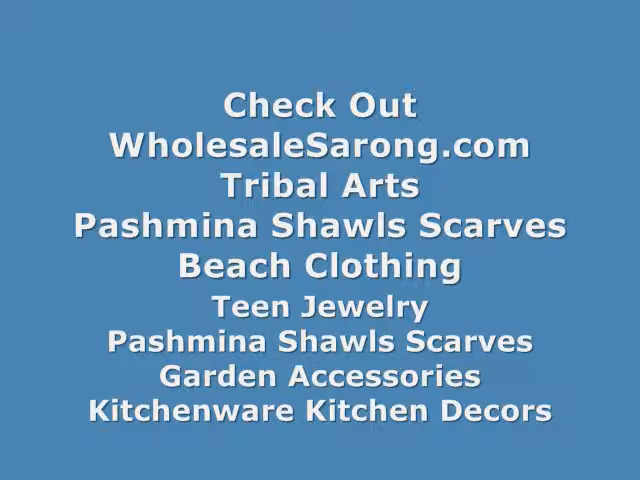 Check Out
WholesaleSarong.com
Tribal Arts
Pashmina Shawls Scarves
Beach Clothing
Teen Jewelry
Pashmina Shawls Scarves
Garden Accessories
Kitchenware Kitchen Decors